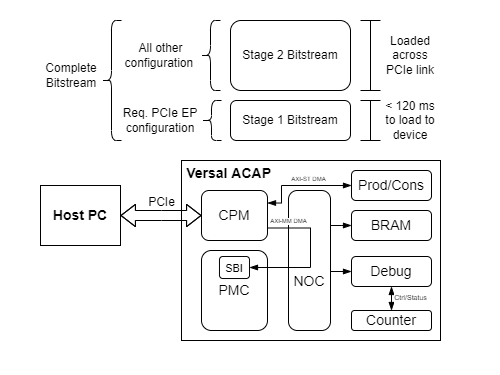 Complete
Bitstream
All other
configuration
Stage 2 Bitstream
Loaded
across
PCIe link
Req. PCIe EP
configuration
Stage 1 Bitstream
< 120 ms
to load to
device
Versal ACAP
Host PC
PCIe
CPM
AXI-ST DMA
AXI-MM DMA
Prod/Cons
BRAM
SBI
PMC
NOC
Debug
Ctrl/Status
Counter